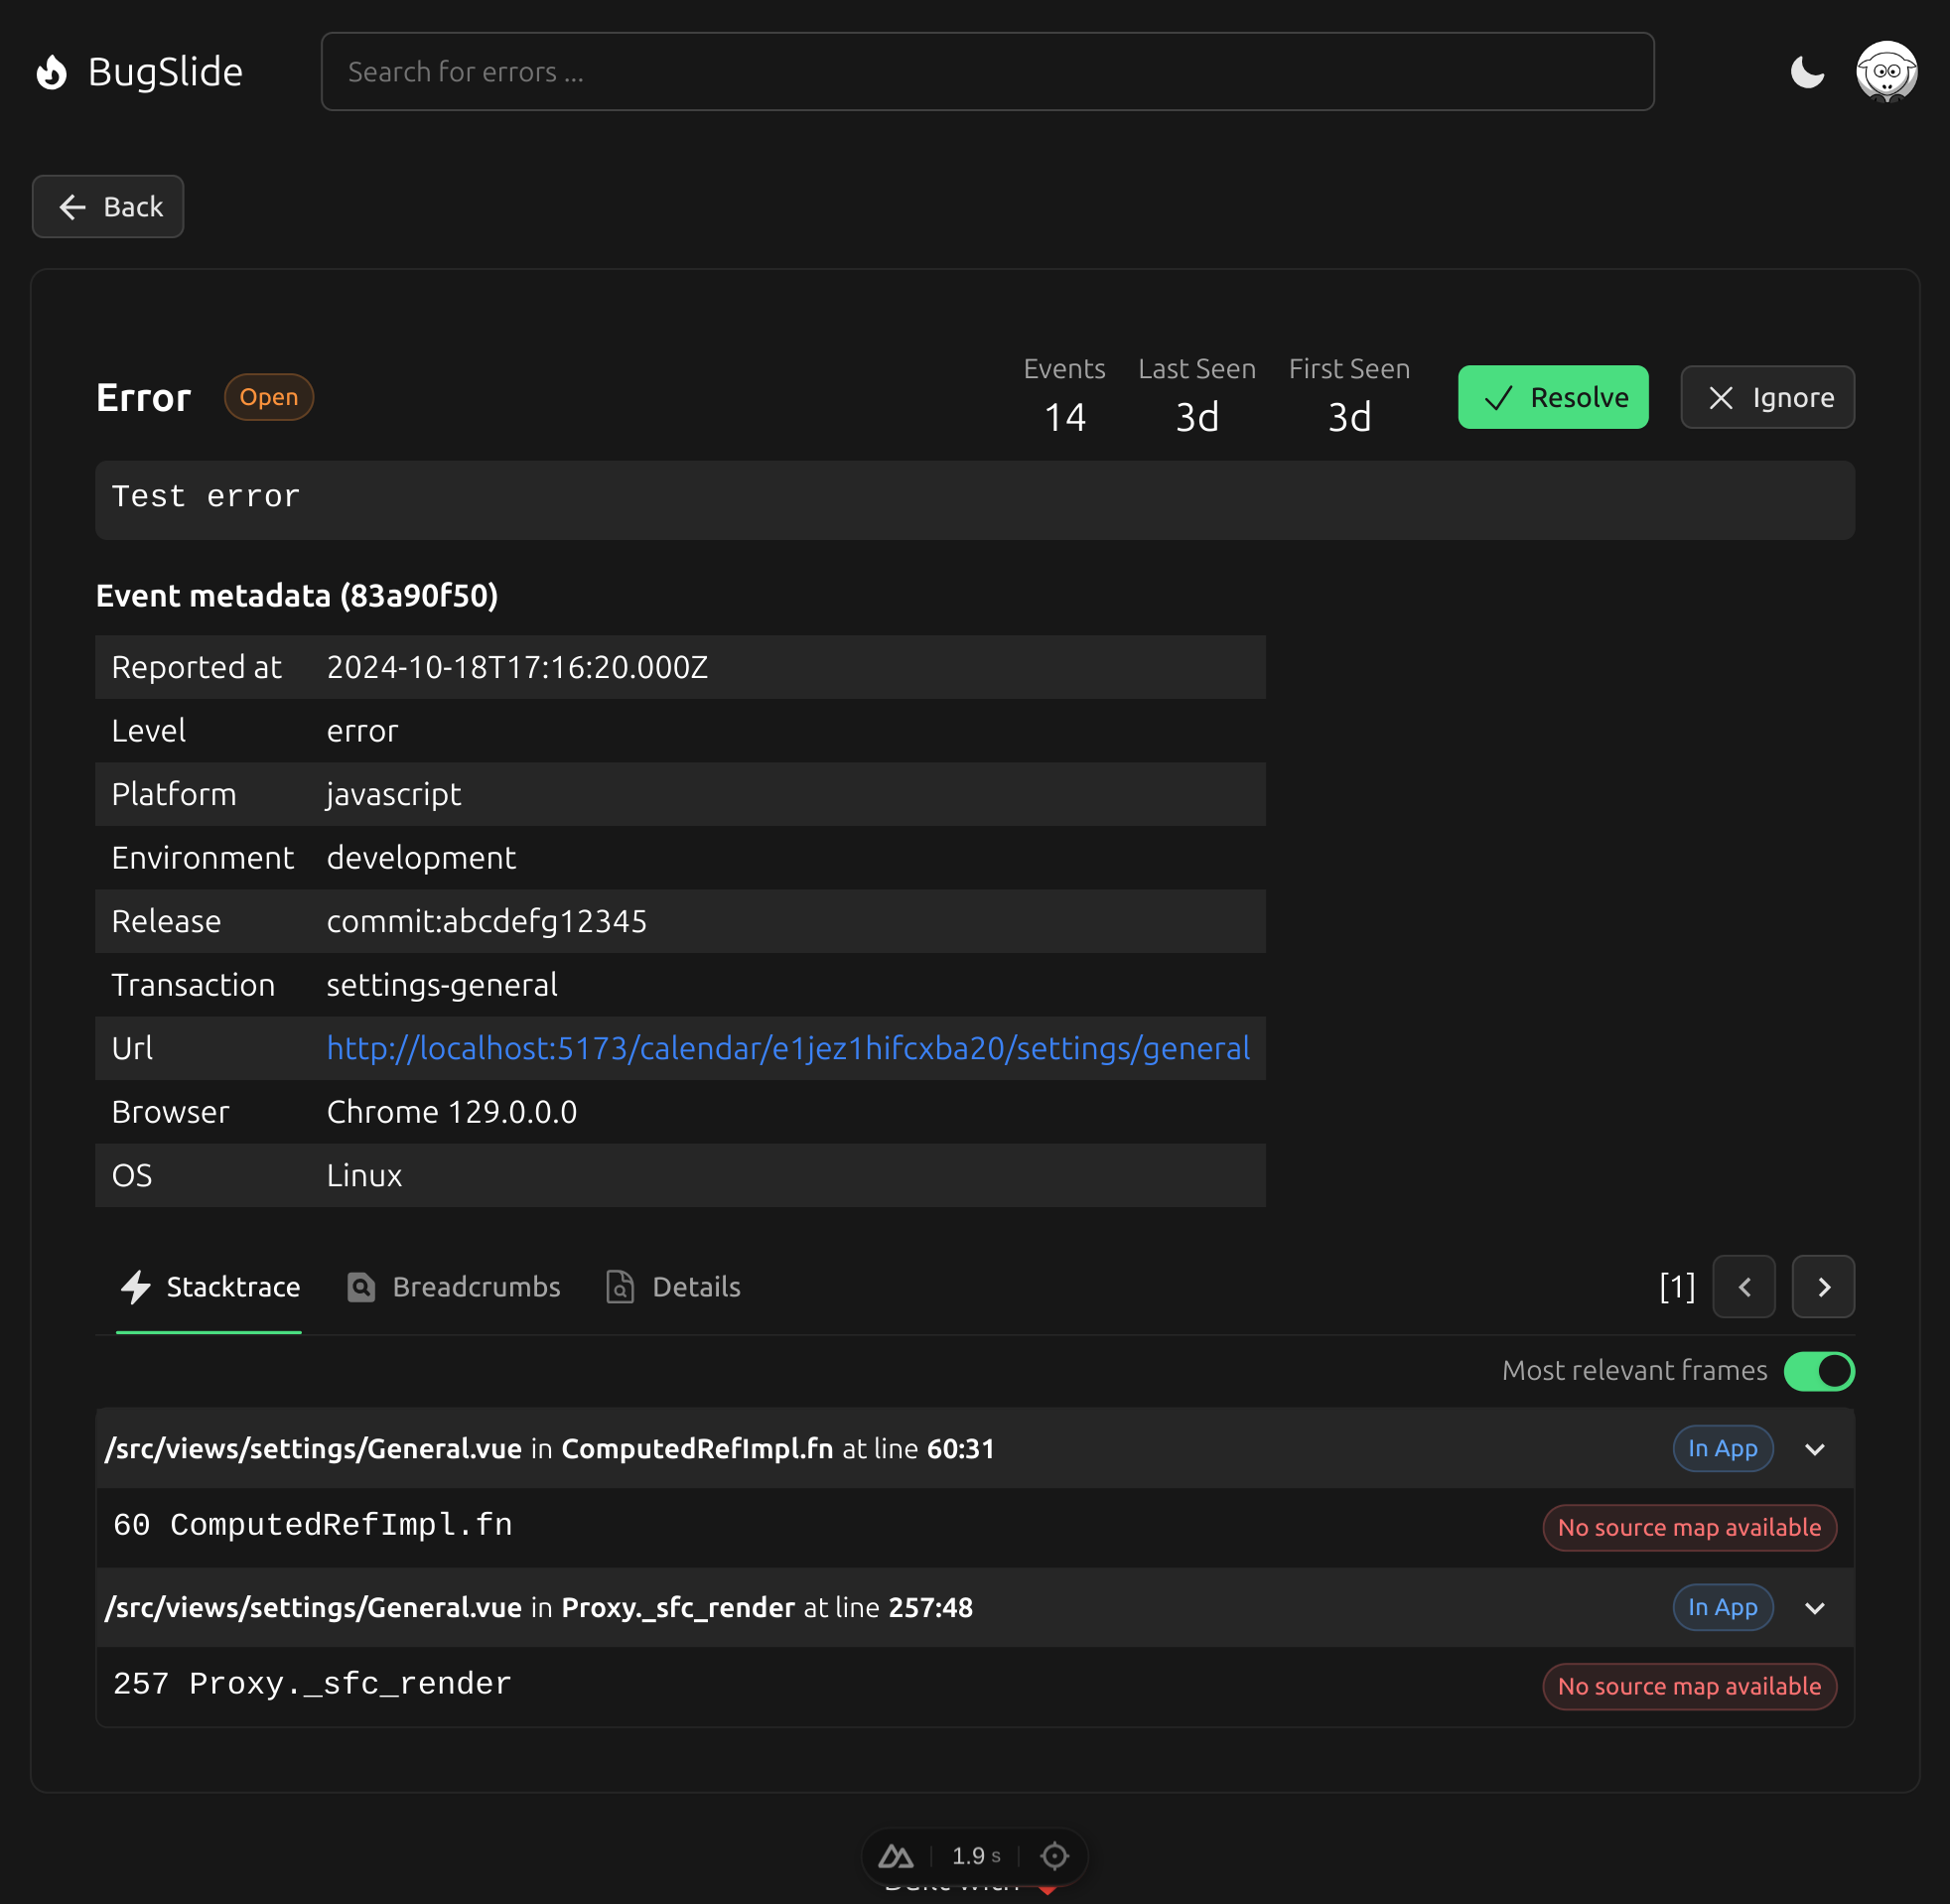 BugSlide
Search for errors ...
Back
Error
Open
Events
14
Last Seen
3d
First Seen
3d
Resolve
Ignore
Test error
Event metadata (83a90f50)
Reported at 2024-10-18T17:16:20.000Z
Level error
Platform javascript
Environment development
Release commit:abcdefg12345
Transaction settings-general
Url http://localhost:5173/calendar/e1jez1hifcxba20/settings/general
Browser Chrome 129.0.0.0
OS Linux
Stacktrace Breadcrumbs Details [1]
Most relevant frames
/src/views/settings/General.vue in ComputedRefImpl.fn at line 60:31 In App
60 ComputedRefImpl.fn No source map available
/src/views/settings/General.vue in Proxy._sfc_render at line 257:48 In App
257 Proxy._sfc_render No source map available
1.9 s